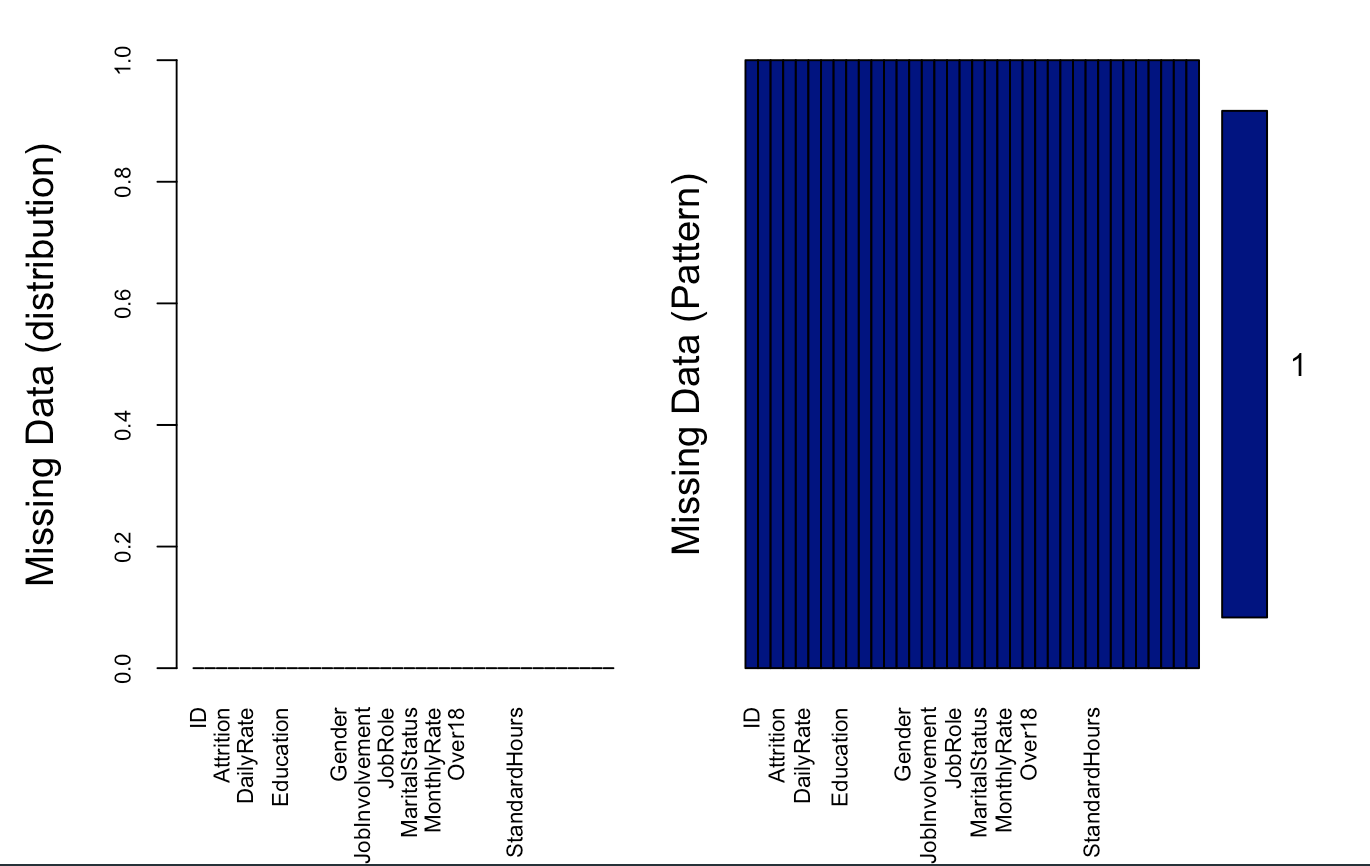 Missing Data (distribution)
1.0
0.8
0.6
0.4
0.2
0.0
ID
Attrition
DailyRate
Education
Gender
JobInvolvement
JobRole
MaritalStatus
MonthlyRate
Over18
StandardHours
Missing Data (Pattern)
ID
Attrition
DailyRate
Education
Gender
JobInvolvement
JobRole
MaritalStatus
MonthlyRate
Over18
StandardHours
1